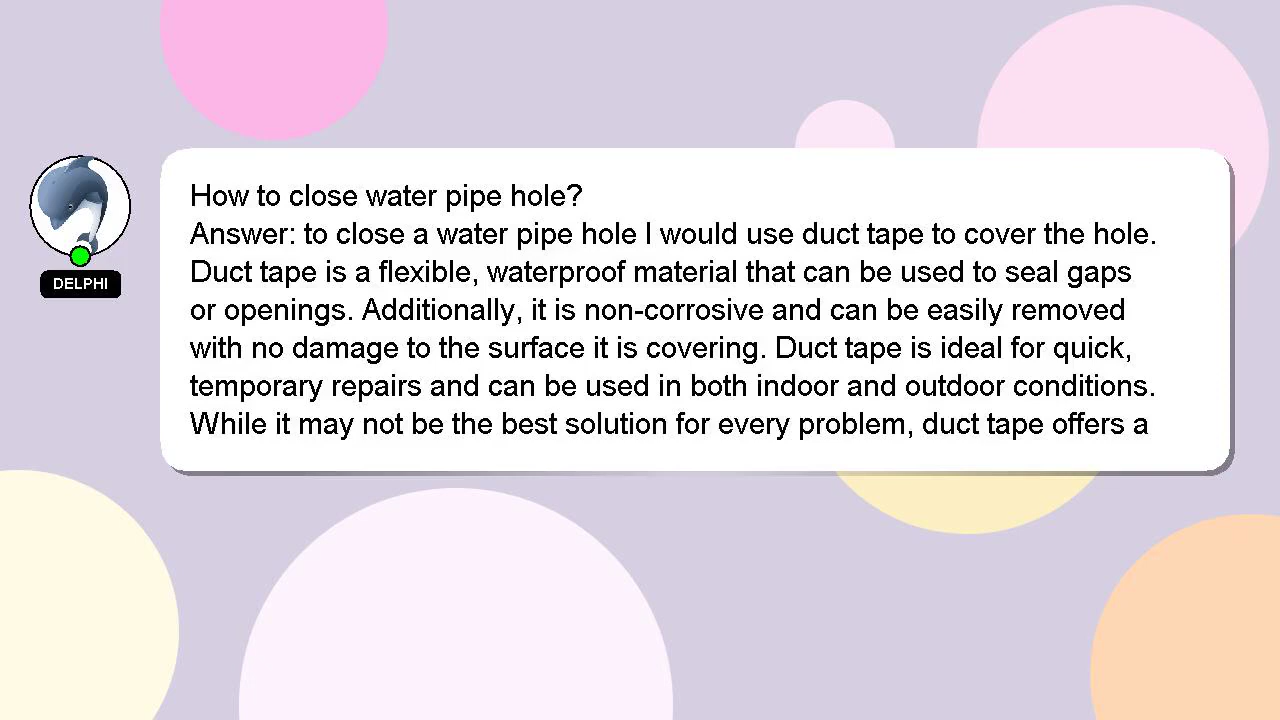 DELPHI
How to close water pipe hole?
Answer: to close a water pipe hole I would use duct tape to cover the hole.
Duct tape is a flexible, waterproof material that can be used to seal gaps
or openings. Additionally, it is non-corrosive and can be easily removed
with no damage to the surface it is covering. Duct tape is ideal for quick,
temporary repairs and can be used in both indoor and outdoor conditions.
While it may not be the best solution for every problem, duct tape offers a